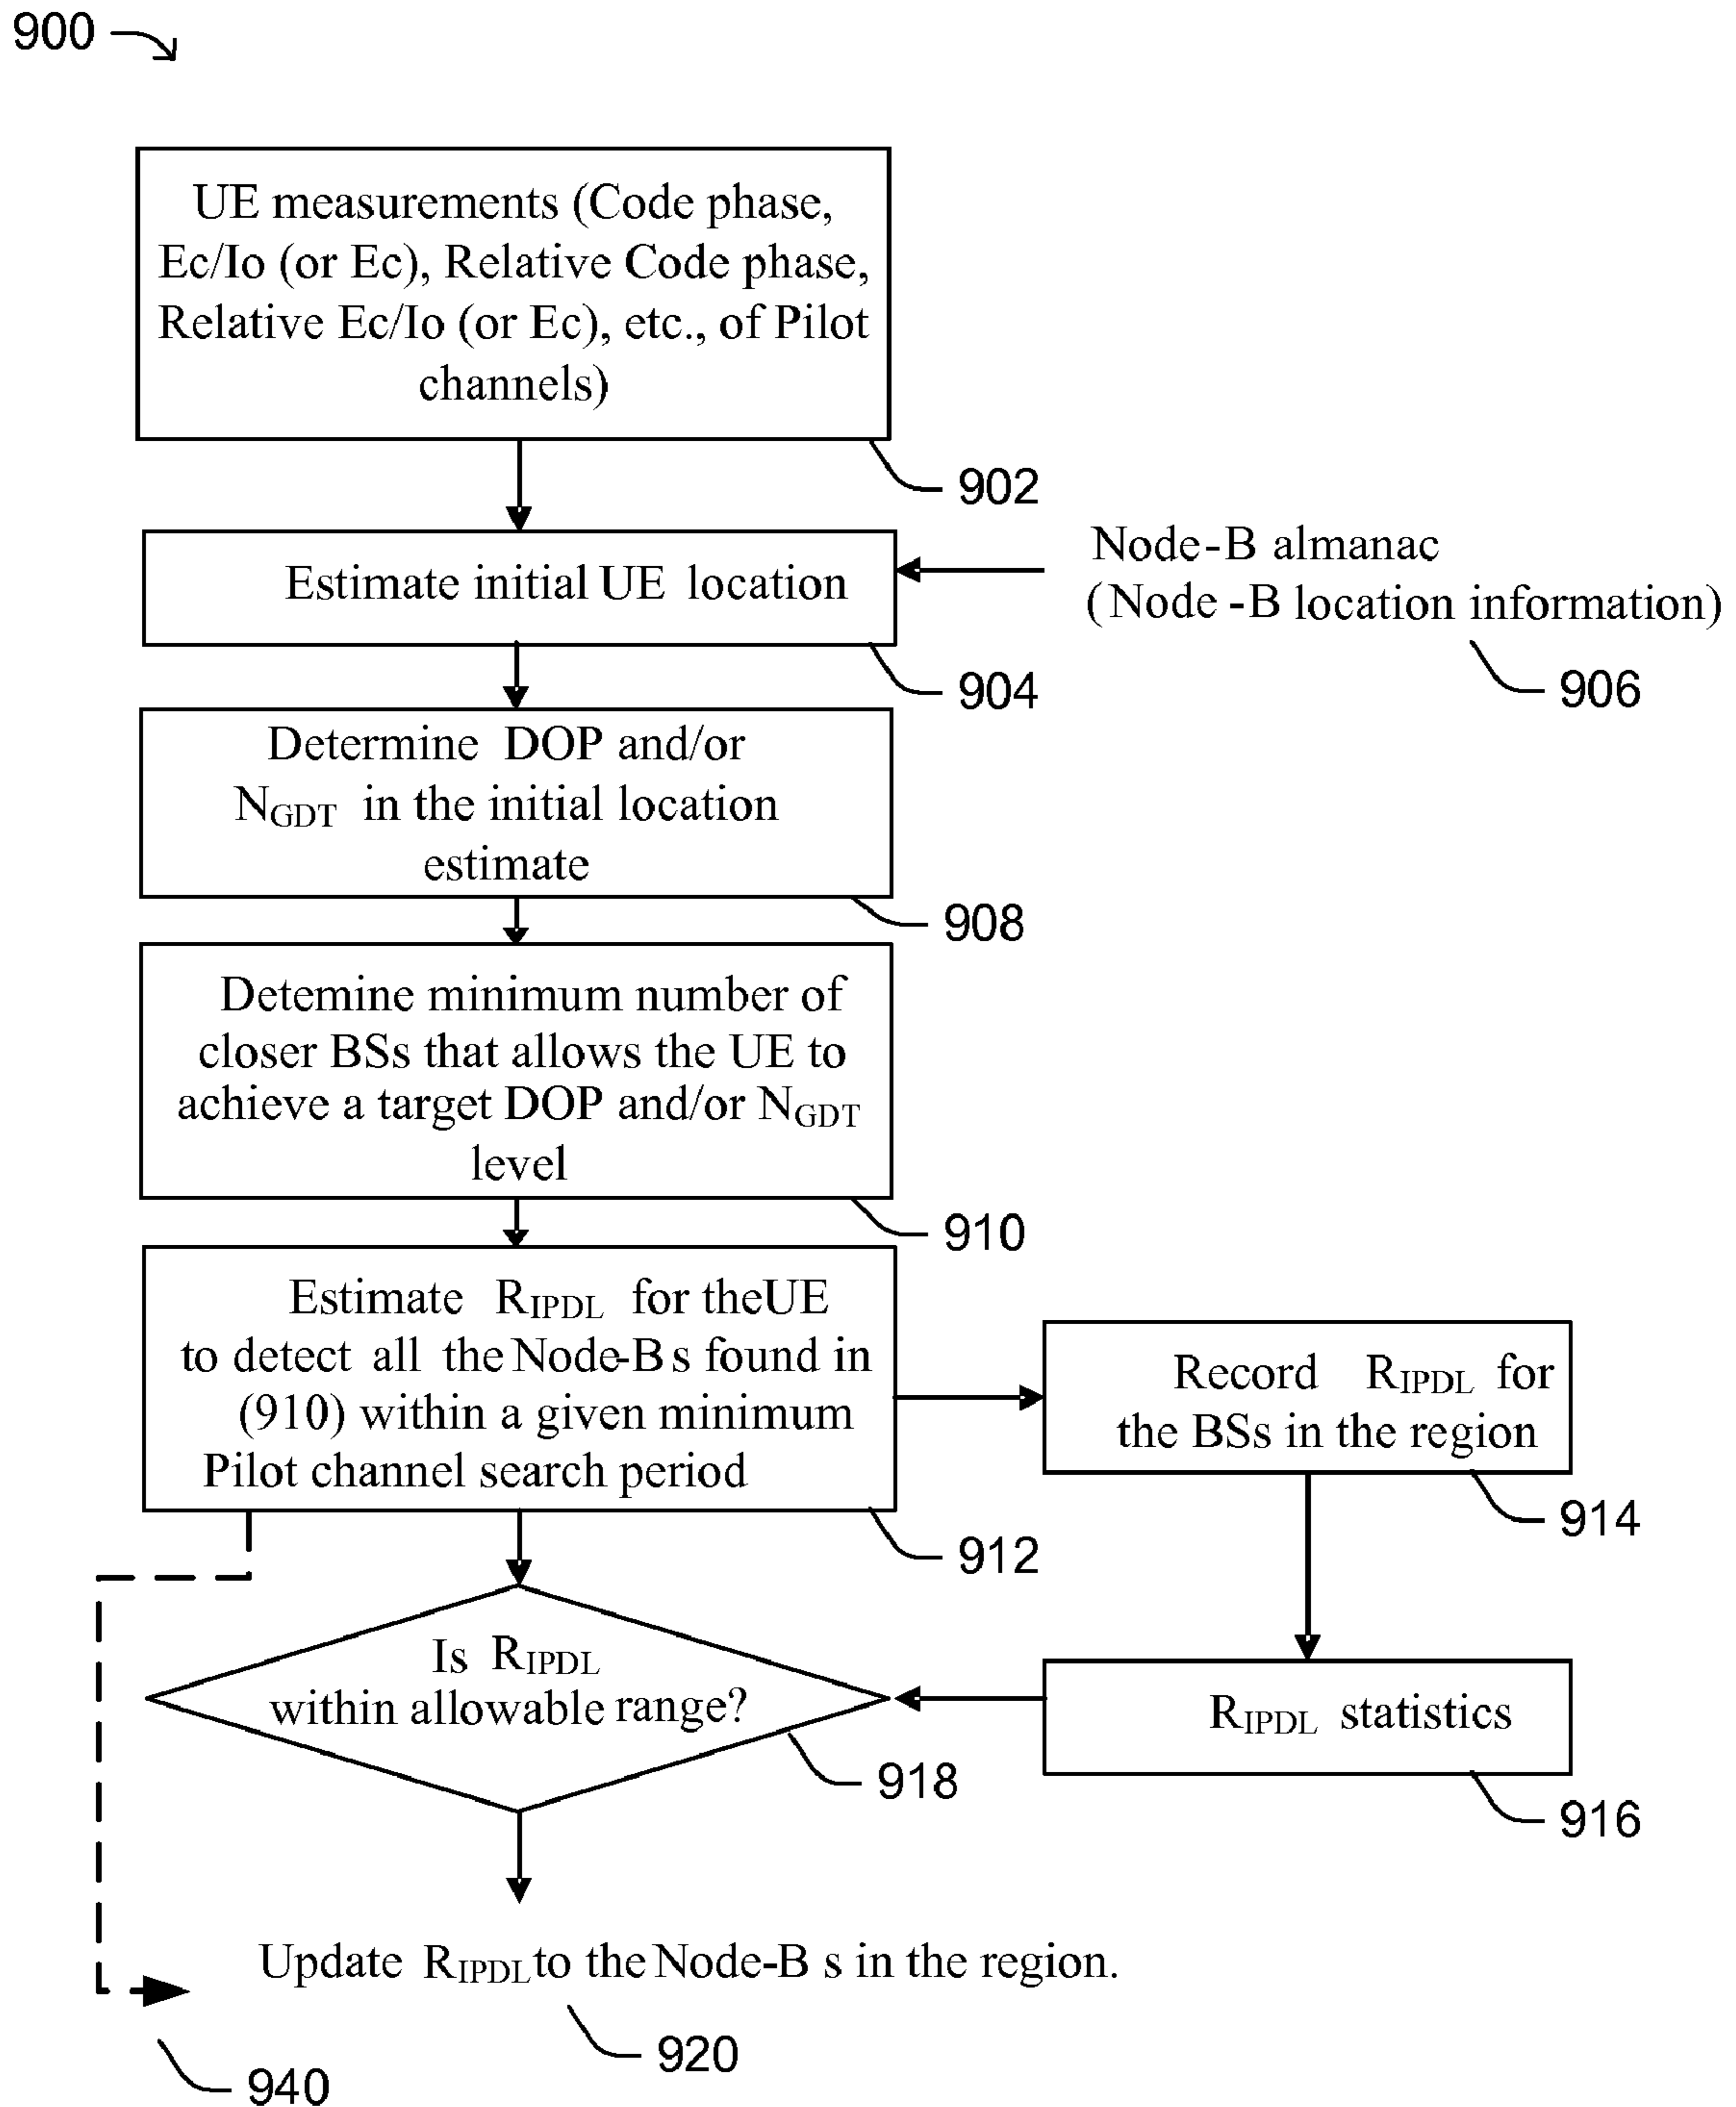 900
UE measurements (Code phase,
Ec/Io (or Ec), Relative Code phase,
Relative Ec/Io (or Ec), etc., of Pilot
channels)
902
Estimate initial UE location
Node-B almanac
(Node-B location information)
904
906
Determine DOP and/or
NGDT in the initial location
estimate
908
Detemine minimum number of
closer BSs that allows the UE to
achieve a target DOP and/or NGDT
level
910
Estimate RIPDL for theUE
to detect all the Node-B s found in
(910) within a given minimum
Pilot channel search period
912
Record RIPDL for
the BSs in the region
914
Is RIPDL
within allowable range?
918
RIPDL statistics
916
Update RIPDL to the Node-B s in the region.
920
940